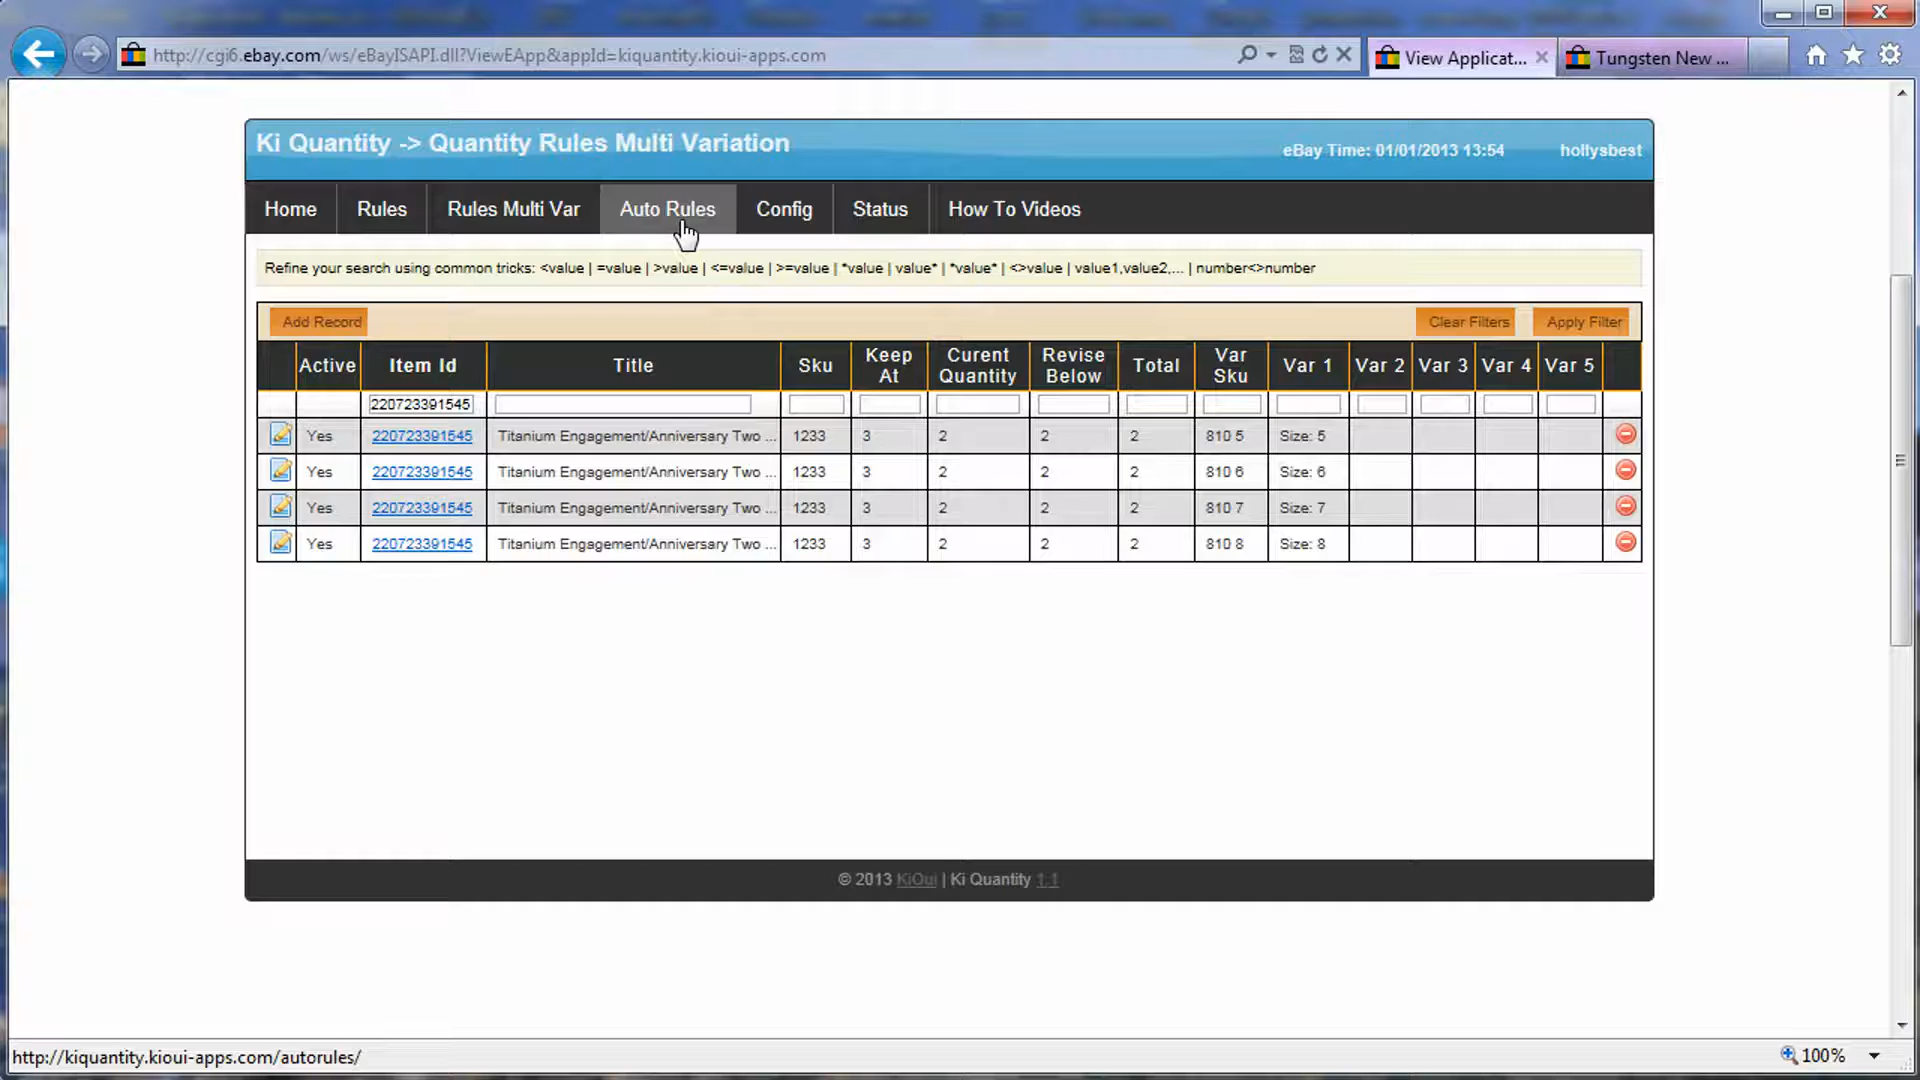 http://cgi6.ebay.com/ws/eBayISAPI.dll?ViewEApp&appId=kiquantity.kioui-apps.com
View Applicat...
Tungsten New ...
Ki Quantity -> Quantity Rules Multi Variation
eBay Time: 01/01/2013 13:54
hollysbest
Home
Rules
Rules Multi Var
Auto Rules
Config
Status
How To Videos
Refine your search using common tricks: <value | =value | >value | <=value | >=value | *value | value* | *value* | <>value | value1,value2,... | number<>number
Add Record
Clear Filters
Apply Filter
Active Item Id Title Sku Keep At Curent Quantity Revise Below Total Var Sku Var 1 Var 2 Var 3 Var 4 Var 5
220723391545
Yes 220723391545 Titanium Engagement/Anniversary Two ... 1233 3 2 2 2 810 5 Size: 5
Yes 220723391545 Titanium Engagement/Anniversary Two ... 1233 3 2 2 2 810 6 Size: 6
Yes 220723391545 Titanium Engagement/Anniversary Two ... 1233 3 2 2 2 810 7 Size: 7
Yes 220723391545 Titanium Engagement/Anniversary Two ... 1233 3 2 2 2 810 8 Size: 8
© 2013 KiOui | Ki Quantity 1.1
http://kiquantity.kioui-apps.com/autorules/
100%